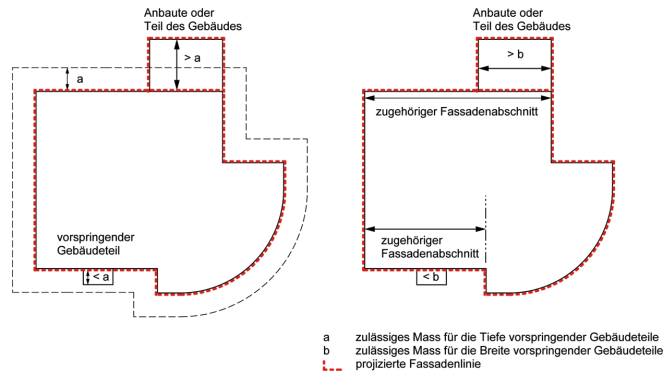 Anbaute oder
Teil des Gebäudes
> a
a
vorspringender
Gebäudeteil
< a
Anbaute oder
Teil des Gebäudes
> b
zugehöriger Fassadenabschnitt
zugehöriger
Fassadenabschnitt
< b
a zulässiges Mass für die Tiefe vorspringender Gebäudeteile
b zulässiges Mass für die Breite vorspringender Gebäudeteile
projizierte Fassadenlinie